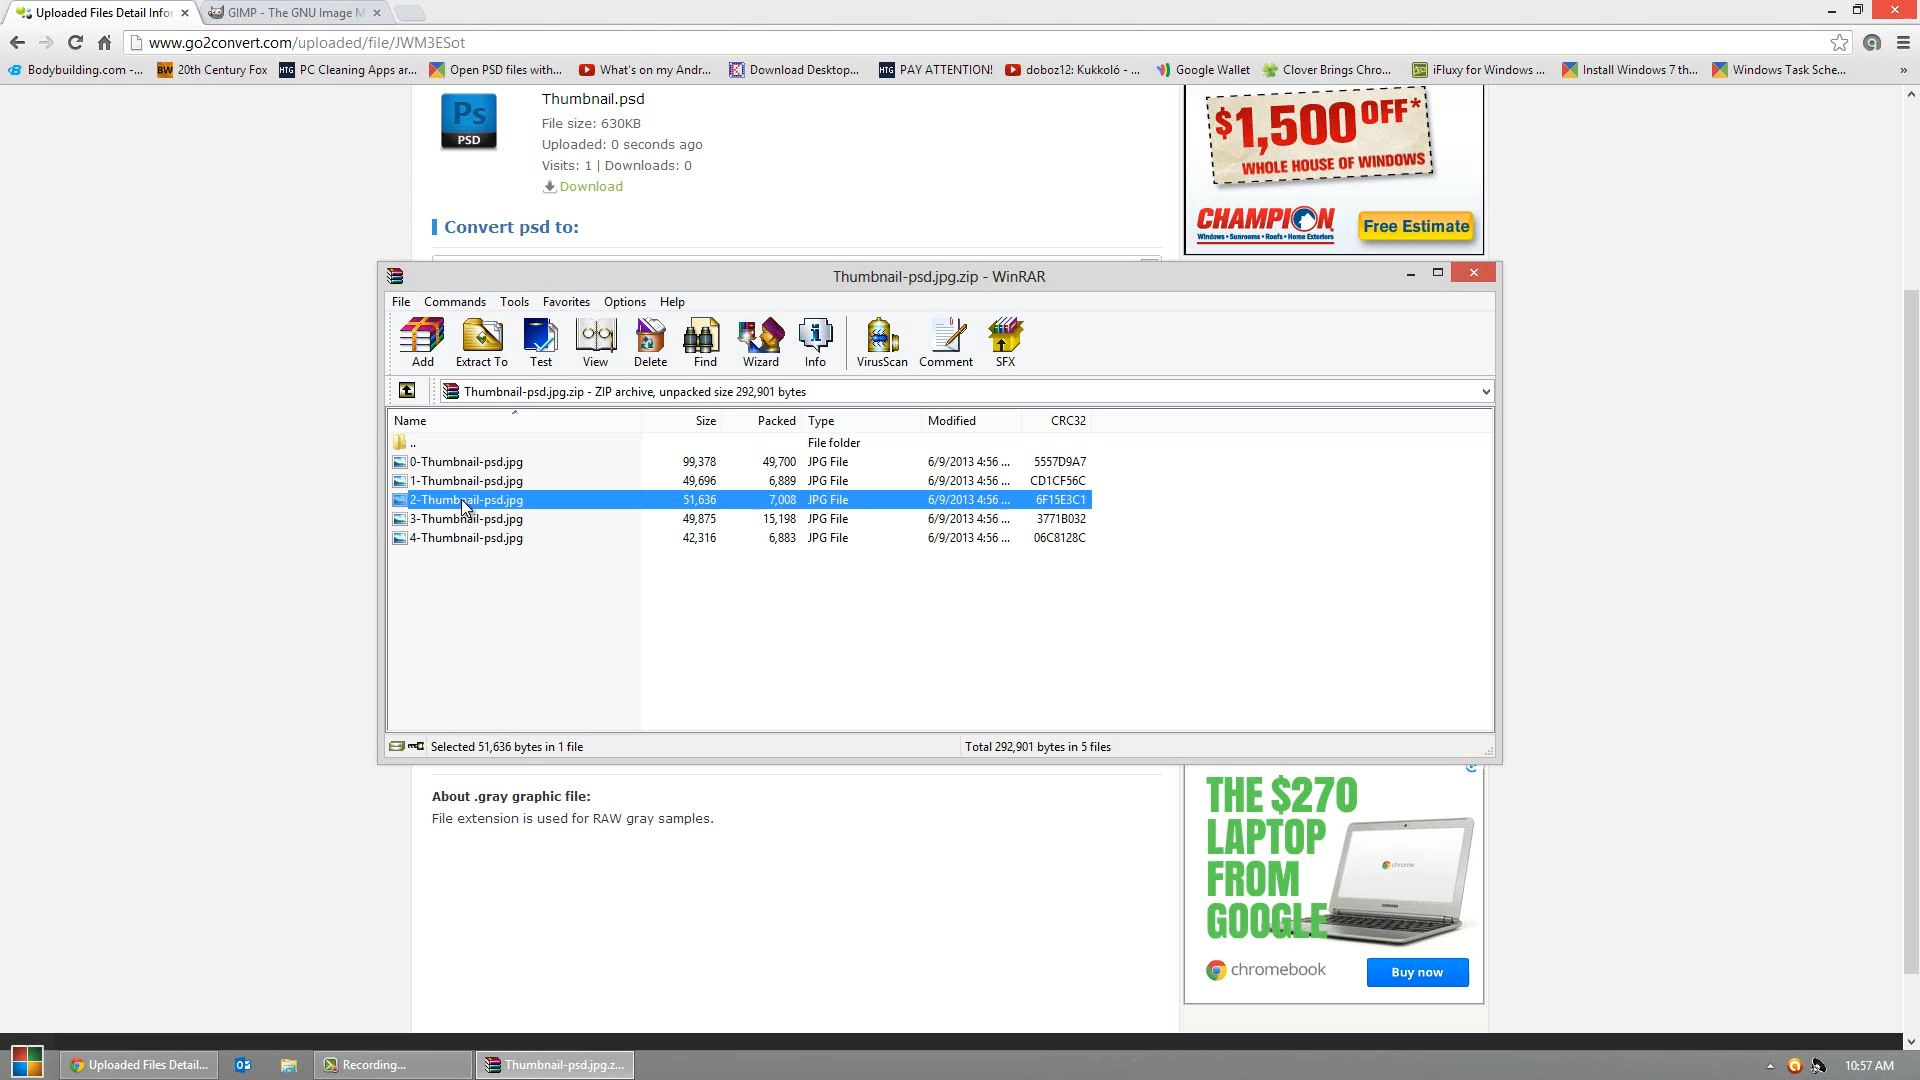 Uploaded Files Detail Info
GIMP - The GNU Image M
www.go2convert.com/uploaded/file/JWM3ESot
Bodybuilding.com -...
BW 20th Century Fox
HTG PC Cleaning Apps ar...
Open PSD files with...
What's on my Andr...
Download Desktop...
HTG PAY ATTENTION!
doboz12: Kukkoló - ...
Google Wallet
Clover Brings Chro...
iFluxy for Windows ...
Install Windows 7 th...
Windows Task Sche...
»
Ps
PSD
Thumbnail.psd
File size: 630KB
Uploaded: 0 seconds ago
Visits: 1 | Downloads: 0
Download
Convert psd to:
$1,500 OFF*
WHOLE HOUSE OF WINDOWS
CHAMPION
Windows • Sunrooms • Roofs • Home Exteriors
Free Estimate
Thumbnail-psd.jpg.zip - WinRAR
File Commands Tools Favorites Options Help
Add Extract To Test View Delete Find Wizard Info VirusScan Comment SFX
Thumbnail-psd.jpg.zip - ZIP archive, unpacked size 292,901 bytes
Name Size Packed Type Modified CRC32
.. File folder
0-Thumbnail-psd.jpg 99,378 49,700 JPG File 6/9/2013 4:56 ... 5557D9A7
1-Thumbnail-psd.jpg 49,696 6,889 JPG File 6/9/2013 4:56 ... CD1CF56C
2-Thumbnail-psd.jpg 51,636 7,008 JPG File 6/9/2013 4:56 ... 6F15E3C1
3-Thumbnail-psd.jpg 49,875 15,198 JPG File 6/9/2013 4:56 ... 3771B032
4-Thumbnail-psd.jpg 42,316 6,883 JPG File 6/9/2013 4:56 ... 06C8128C
Selected 51,636 bytes in 1 file
Total 292,901 bytes in 5 files
About .gray graphic file:
File extension is used for RAW gray samples.
THE $270
LAPTOP
FROM
GOOGLE
chrome
chromebook
Buy now
Uploaded Files Detail...
Recording...
Thumbnail-psd.jpg.z...
10:57 AM